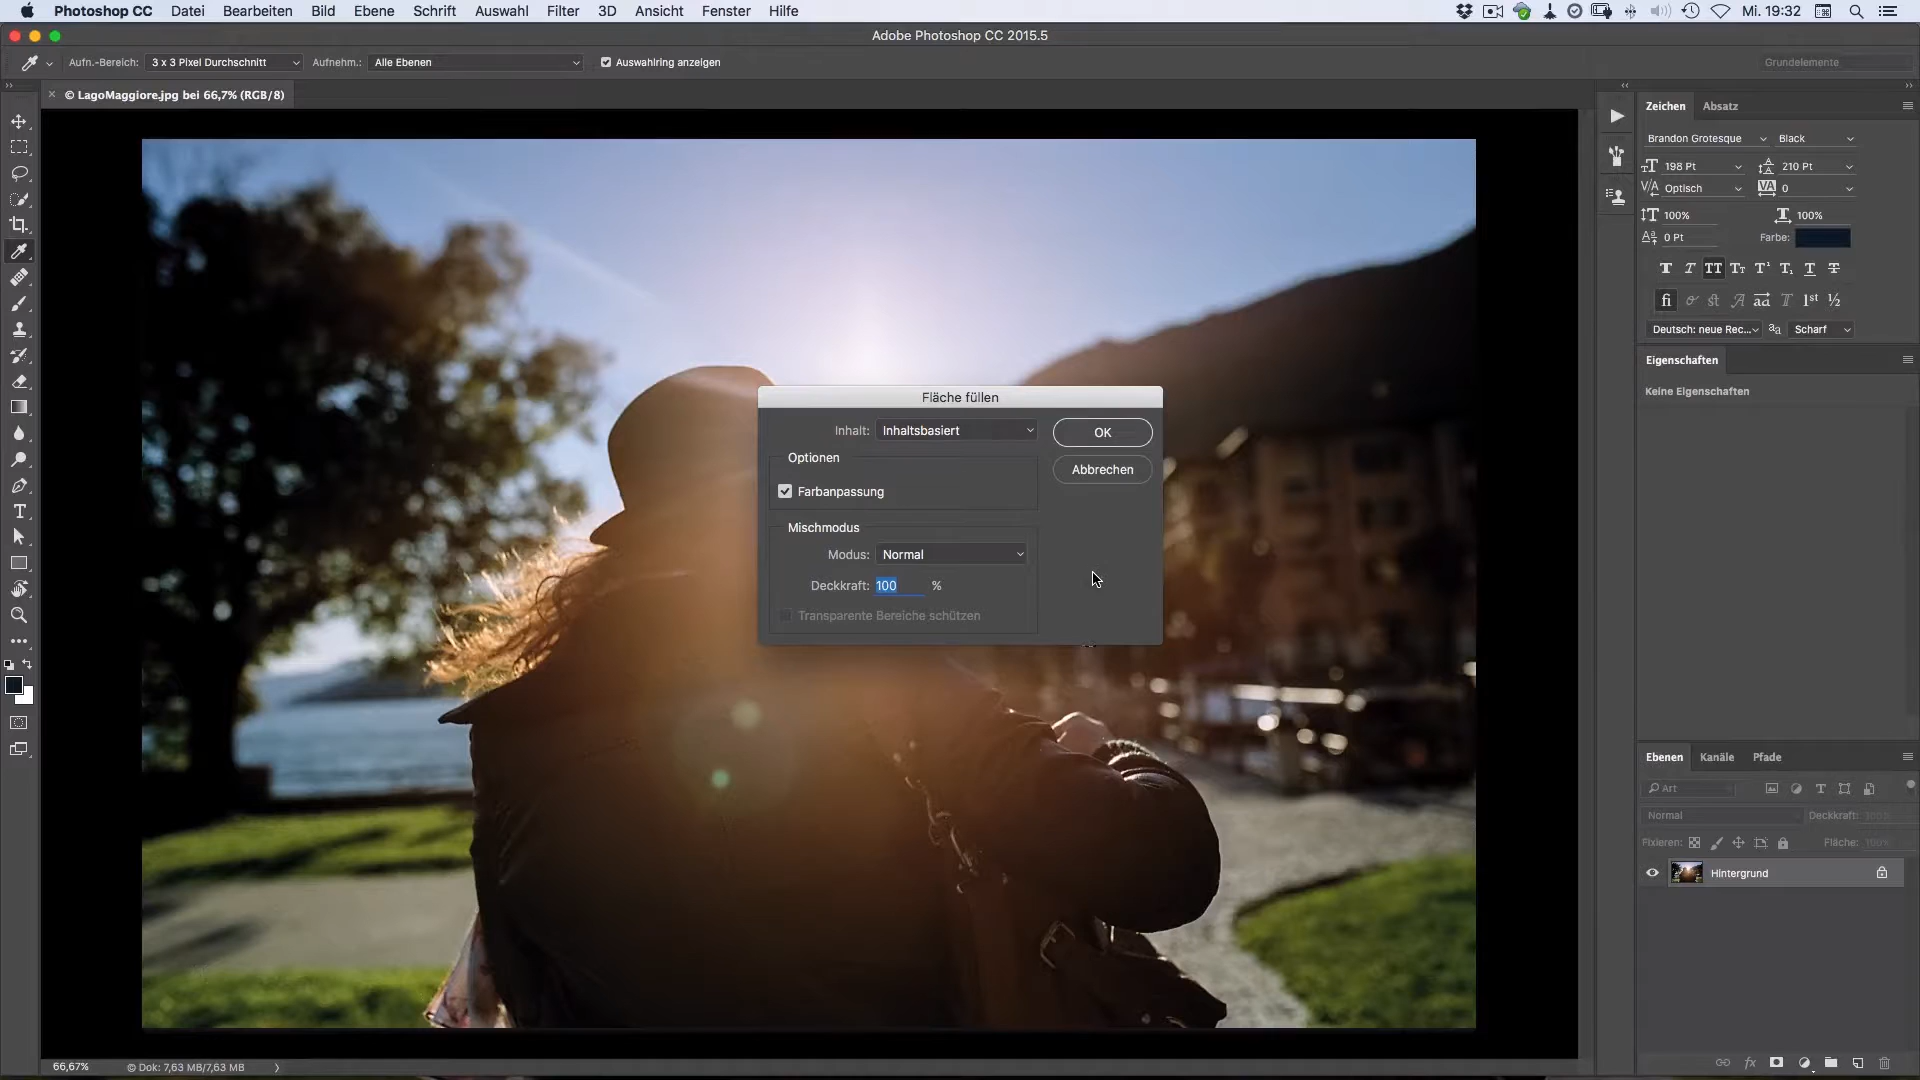 Photoshop CC Datei Bearbeiten Bild Ebene Schrift Auswahl Filter 3D Ansicht Fenster Hilfe Mi. 19:32
Adobe Photoshop CC 2015.5
Aufn.-Bereich: 3 x 3 Pixel Durchschnitt Aufnehm.: Alle Ebenen Auswahlring anzeigen Grundelemente
© LagoMaggiore.jpg bei 66,7% (RGB/8)
Zeichen Absatz
Brandon Grotesque Black
198 Pt 210 Pt
Optisch 0
100% 100%
0 Pt Farbe:
Deutsch: neue Rec... Scharf
Eigenschaften
Keine Eigenschaften
Fläche füllen
Inhalt: Inhaltsbasiert OK
Optionen
Abbrechen
Farbanpassung
Mischmodus
Modus: Normal
Deckkraft: 100 %
Transparente Bereiche schützen
Ebenen Kanäle Pfade
Art
Normal Deckkraft: 100%
Fixieren: Fläche: 100%
Hintergrund
66,67% © Dok: 7,63 MB/7,63 MB